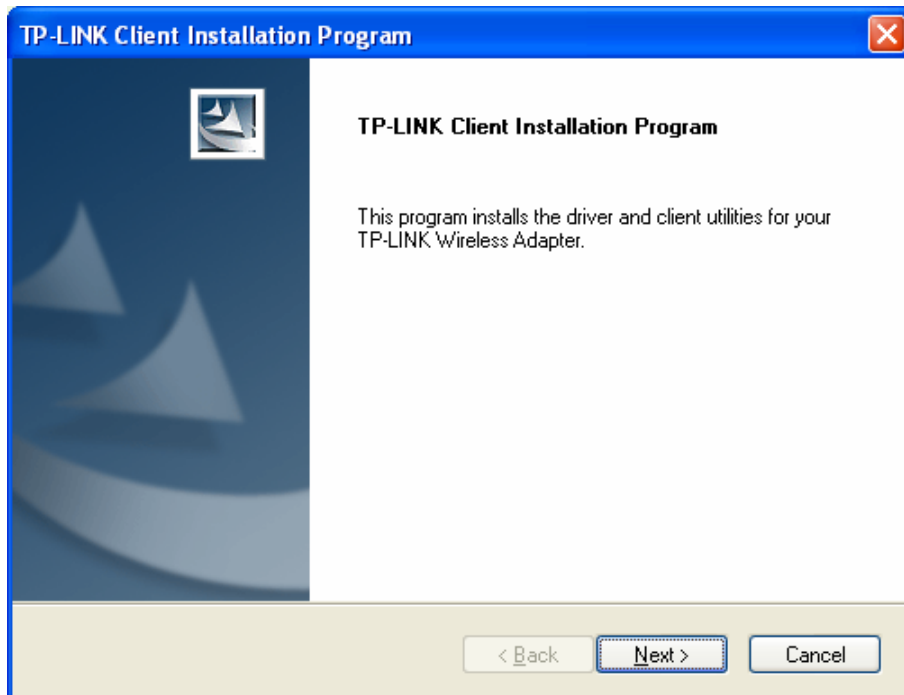 TP-LINK Client Installation Program
TP-LINK Client Installation Program
This program installs the driver and client utilities for your
TP-LINK Wireless Adapter.
< Back
Next >
Cancel